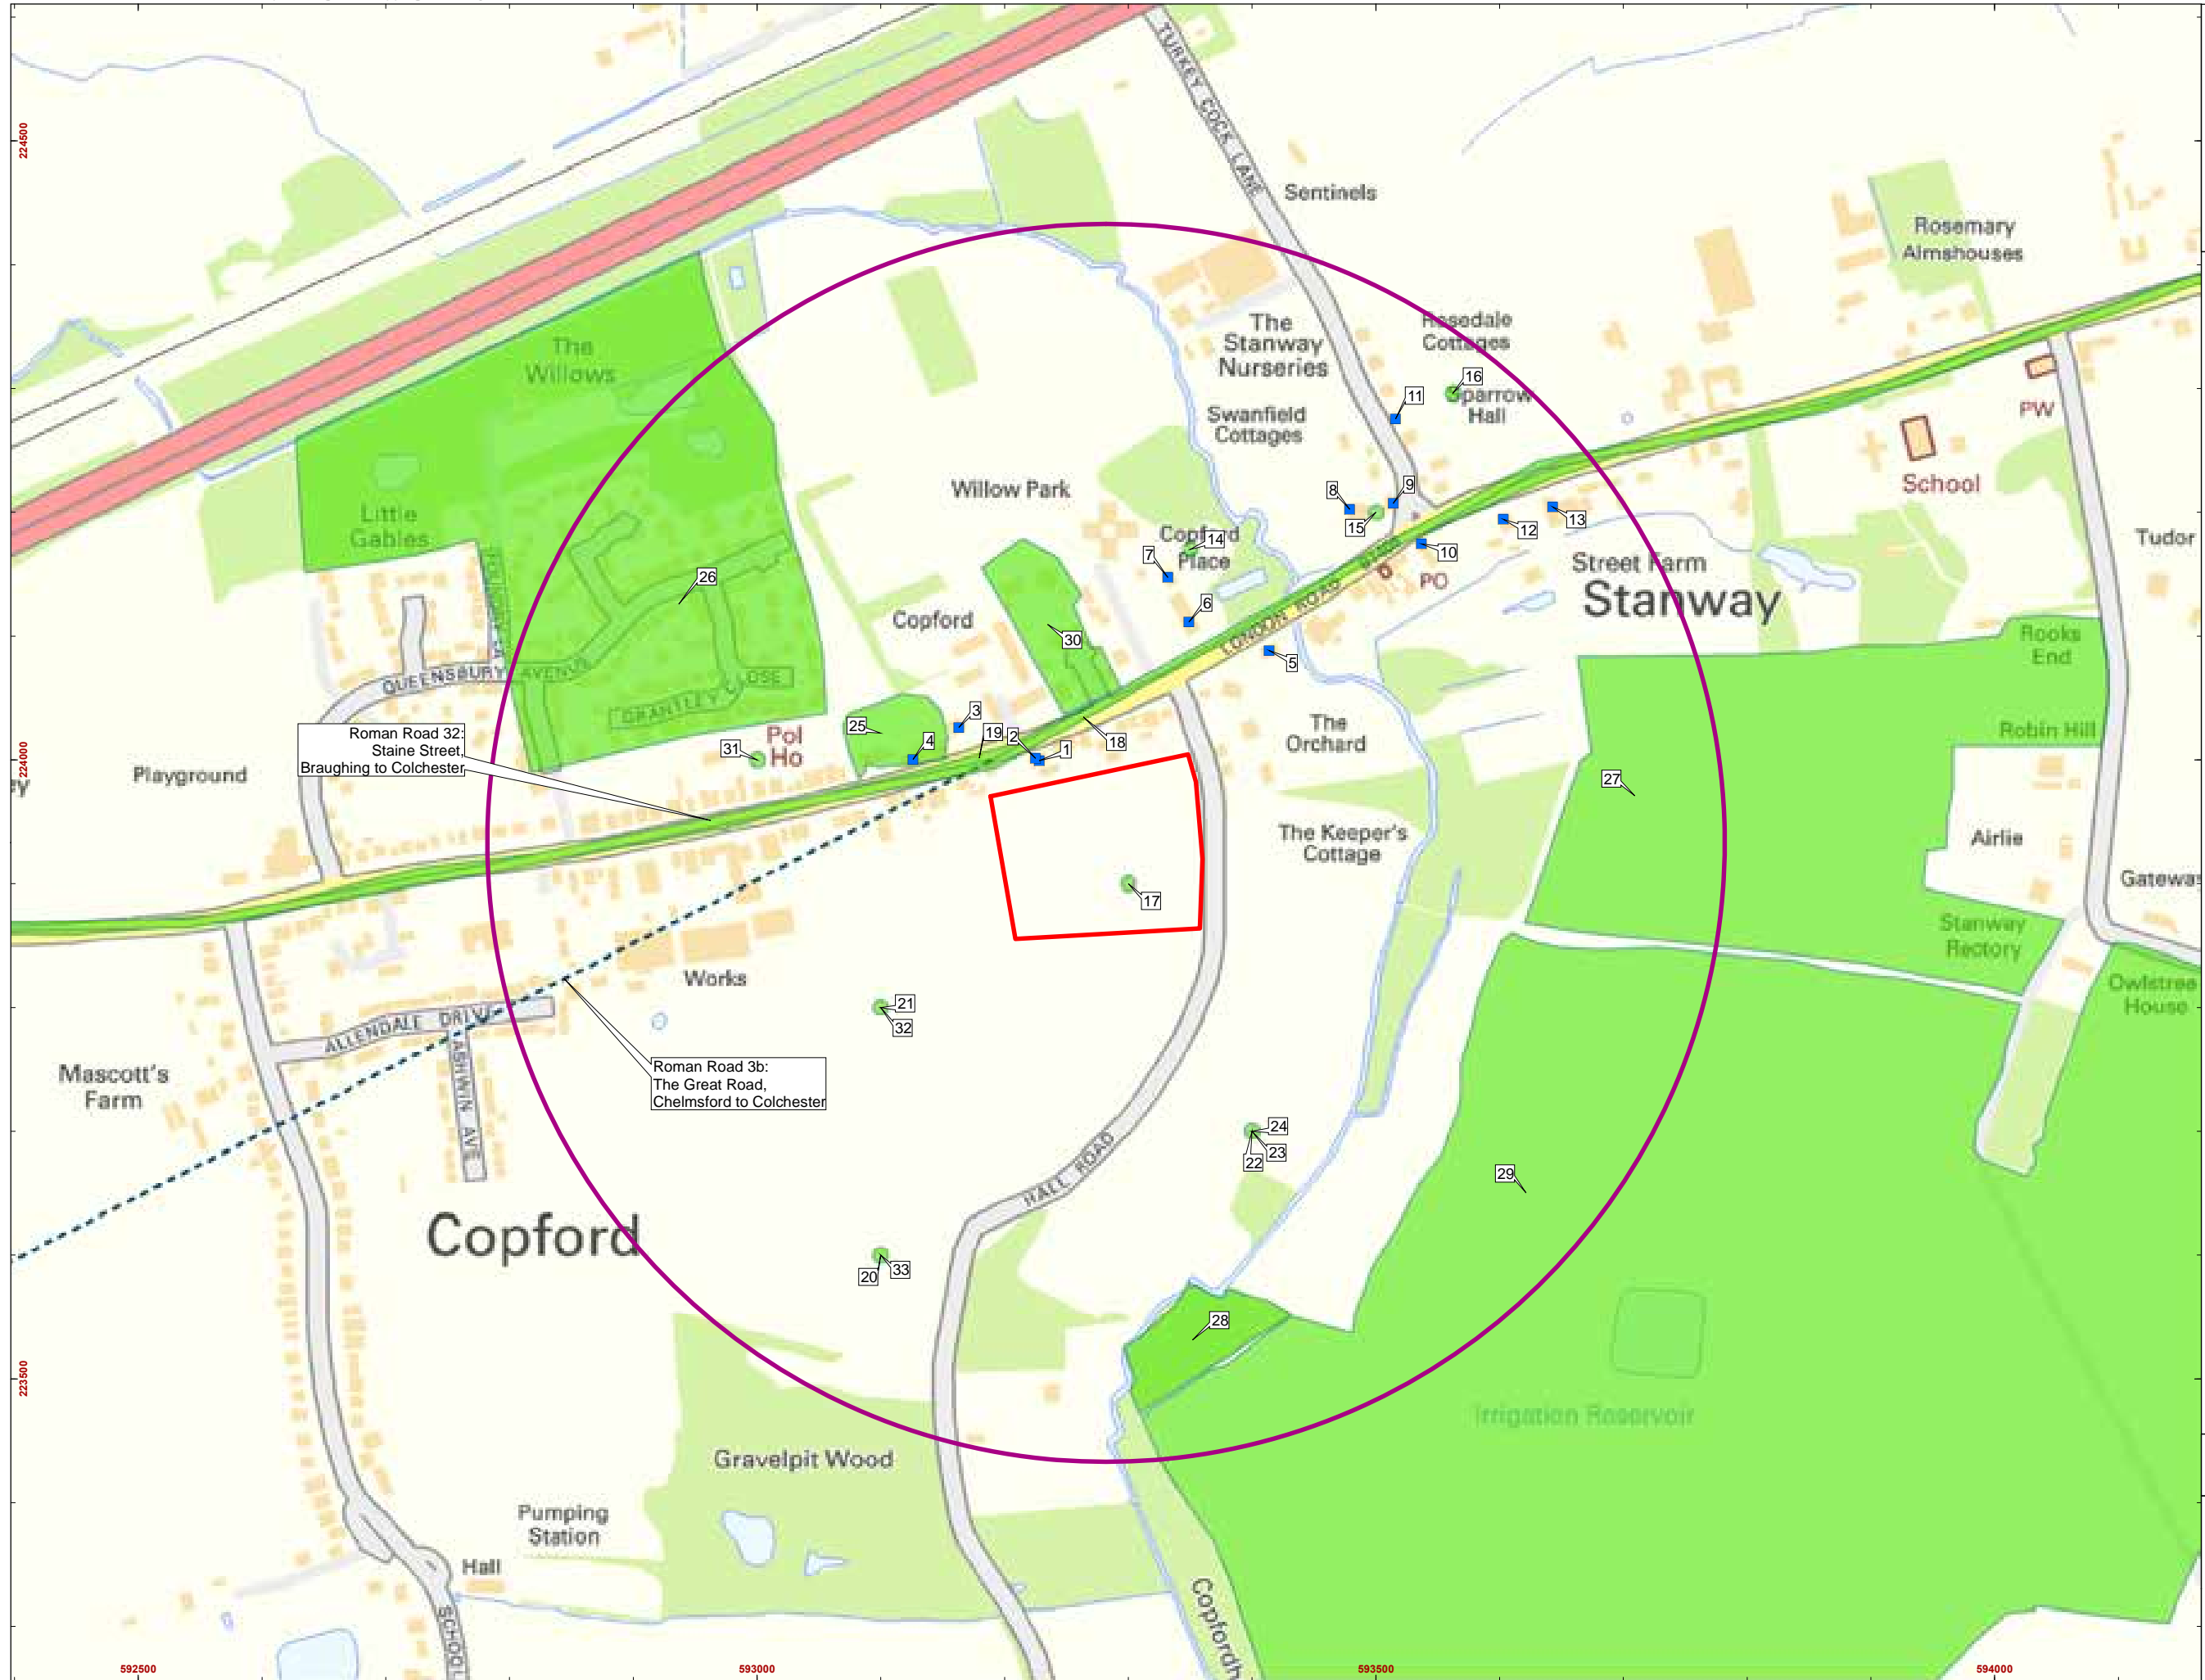 TURKEY COCK LANE
224500
Sentinels
Rosemary
Almshouses
The
Willows
The
Stanway
Nurseries
Rosedale
Cottages
16
Sparrow
Hall
11
PW
Swanfield
Cottages
School
Willow Park
8
9
15
Little
Gables
Copford
Place
14
7
10
12
13
Tudor
PO
Street Farm
Stanway
26
6
Copford
30
LONDON ROAD
5
Rooks
End
QUEENSBURY AVENUE
GRANTLEY CLOSE
Robin Hill
Roman Road 32:
Staine Street,
Braughing to Colchester
25
3
4
19
2
1
18
31
Pol
Ho
The
Orchard
224000
Playground
27
The Keeper's
Cottage
Airlie
17
Gateway
Stanway
Rectory
Works
Owlstree
House
21
32
ALLENDALE DRIVE
ASHWIN AVE
Roman Road 3b:
The Great Road,
Chelmsford to Colchester
Mascott's
Farm
24
23
22
HALL ROAD
29
Copford
20
33
28
223500
Irrigation Reservoir
Gravelpit Wood
Pumping
Station
Hall
SCHOOL
Copfordh
592500
593000
593500
594000